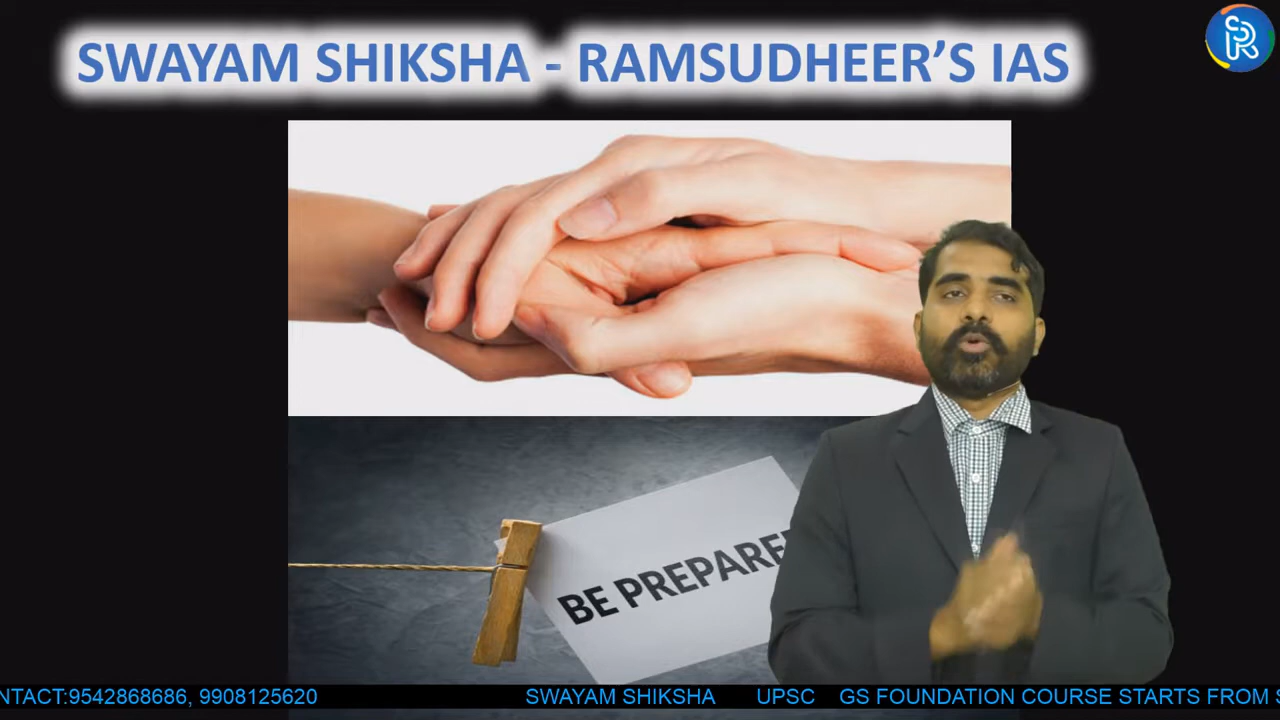 SWAYAM SHIKSHA - RAMSUDHEER'S IAS
BE PREPARE
NTACT:9542868686, 9908125620 SWAYAM SHIKSHA UPSC GS FOUNDATION COURSE STARTS FROM